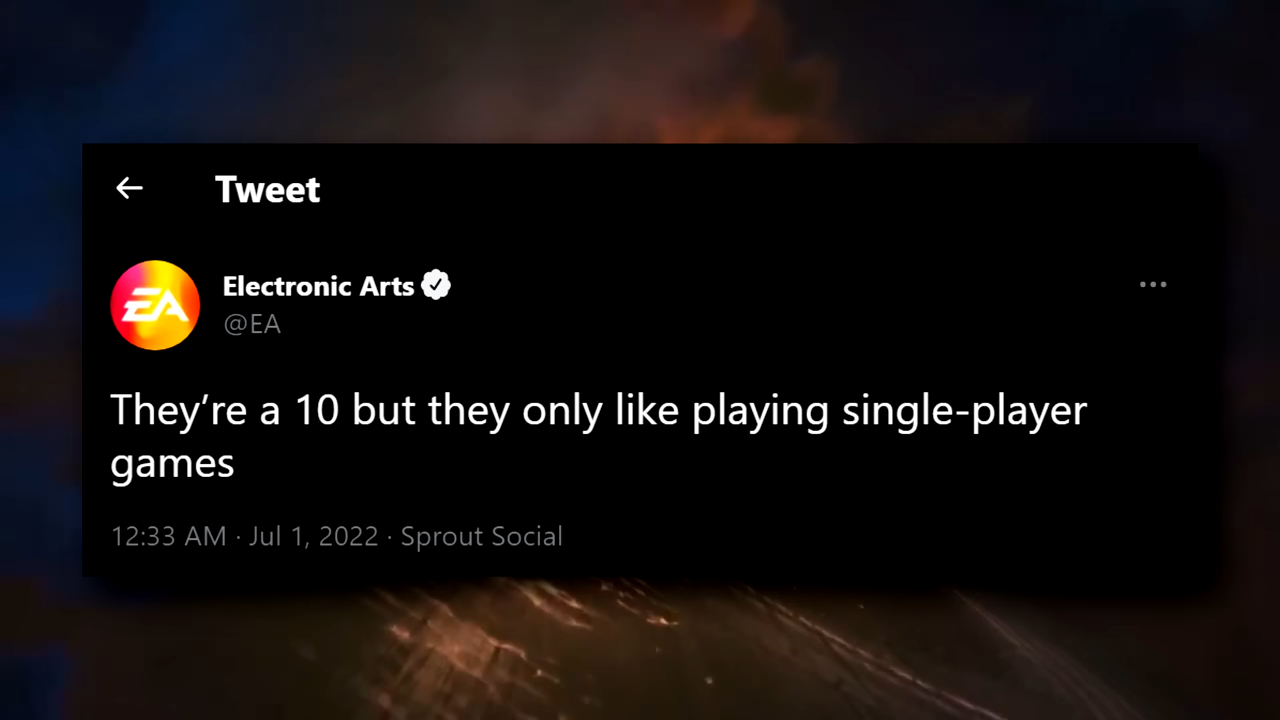 Tweet
EA
Electronic Arts
@EA
They’re a 10 but they only like playing single-player
games
12:33 AM · Jul 1, 2022 · Sprout Social